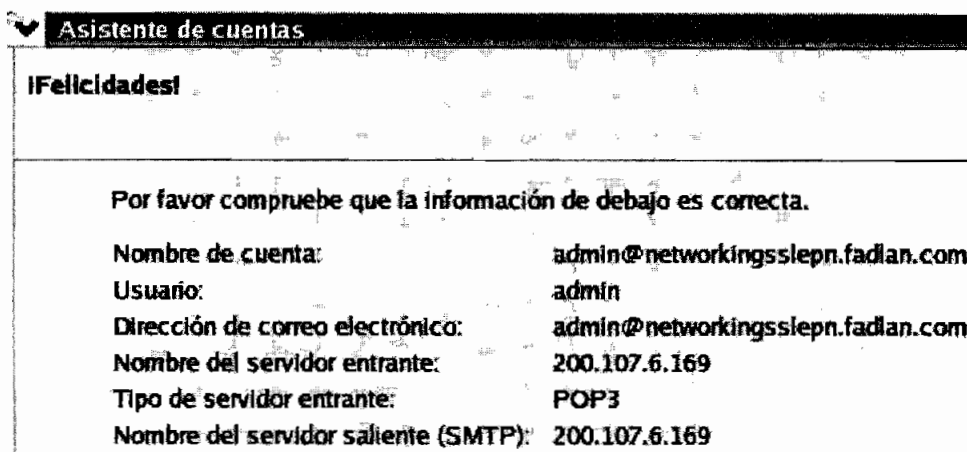 Asistente de cuentas
¡Felicidades!
Por favor compruebe que la información de debajo es correcta.
Nombre de cuenta: admin@networkingsslepn.fadlan.com
Usuario: admin
Dirección de correo electrónico: admin@networkingsslepn.fadlan.com
Nombre del servidor entrante: 200.107.6.169
Tipo de servidor entrante: POP3
Nombre del servidor saliente (SMTP): 200.107.6.169